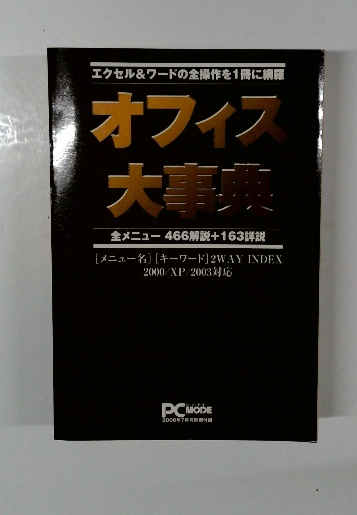 エクセル&ワードの全操作を1冊に網羅
オフィス
大事典
全メニュー 466解説+163詳説
[メニュー名][キーワード]2WAY INDEX
2000/XP/2003対応
PC MODE
2006年7月号別冊付録